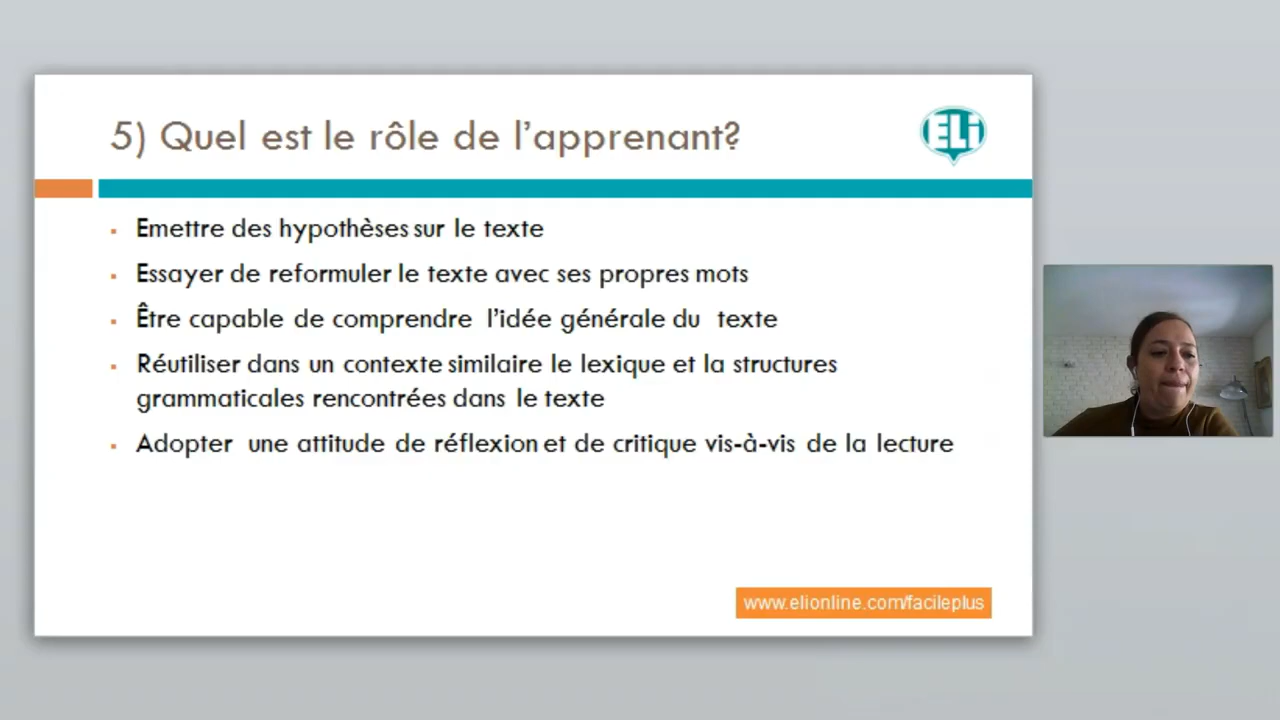 5) Quel est le rôle de l'apprenant?
ELi
Emettre des hypothèses sur le texte
Essayer de reformuler le texte avec ses propres mots
Être capable de comprendre l'idée générale du texte
Réutiliser dans un contexte similaire le lexique et la structures
grammaticales rencontrées dans le texte
Adopter une attitude de réflexion et de critique vis-à-vis de la lecture
www.elionline.com/facileplus